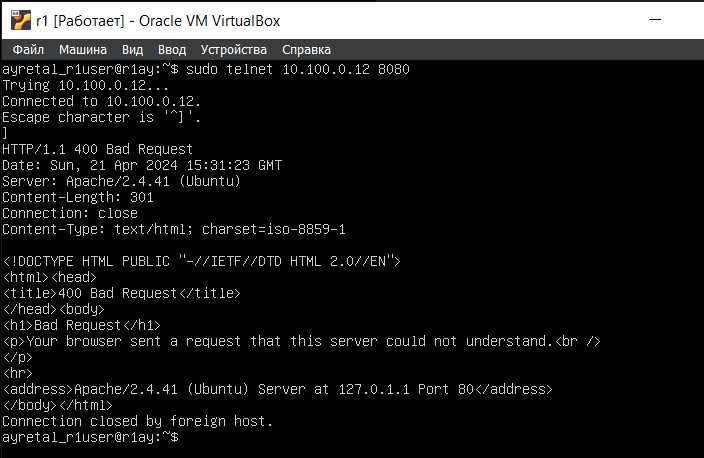 r1 [Работает] - Oracle VM VirtualBox
Файл Машина Вид Ввод Устройства Справка
ayretal_r1user@r1ay:~$ sudo telnet 10.100.0.12 8080
Trying 10.100.0.12...
Connected to 10.100.0.12.
Escape character is '^]'.
]
HTTP/1.1 400 Bad Request
Date: Sun, 21 Apr 2024 15:31:23 GMT
Server: Apache/2.4.41 (Ubuntu)
Content-Length: 301
Connection: close
Content-Type: text/html; charset=iso-8859-1

<!DOCTYPE HTML PUBLIC "-//IETF//DTD HTML 2.0//EN">
<html><head>
<title>400 Bad Request</title>
</head><body>
<h1>Bad Request</h1>
<p>Your browser sent a request that this server could not understand.<br />
</p>
<hr>
<address>Apache/2.4.41 (Ubuntu) Server at 127.0.1.1 Port 80</address>
</body></html>
Connection closed by foreign host.
ayretal_r1user@r1ay:~$